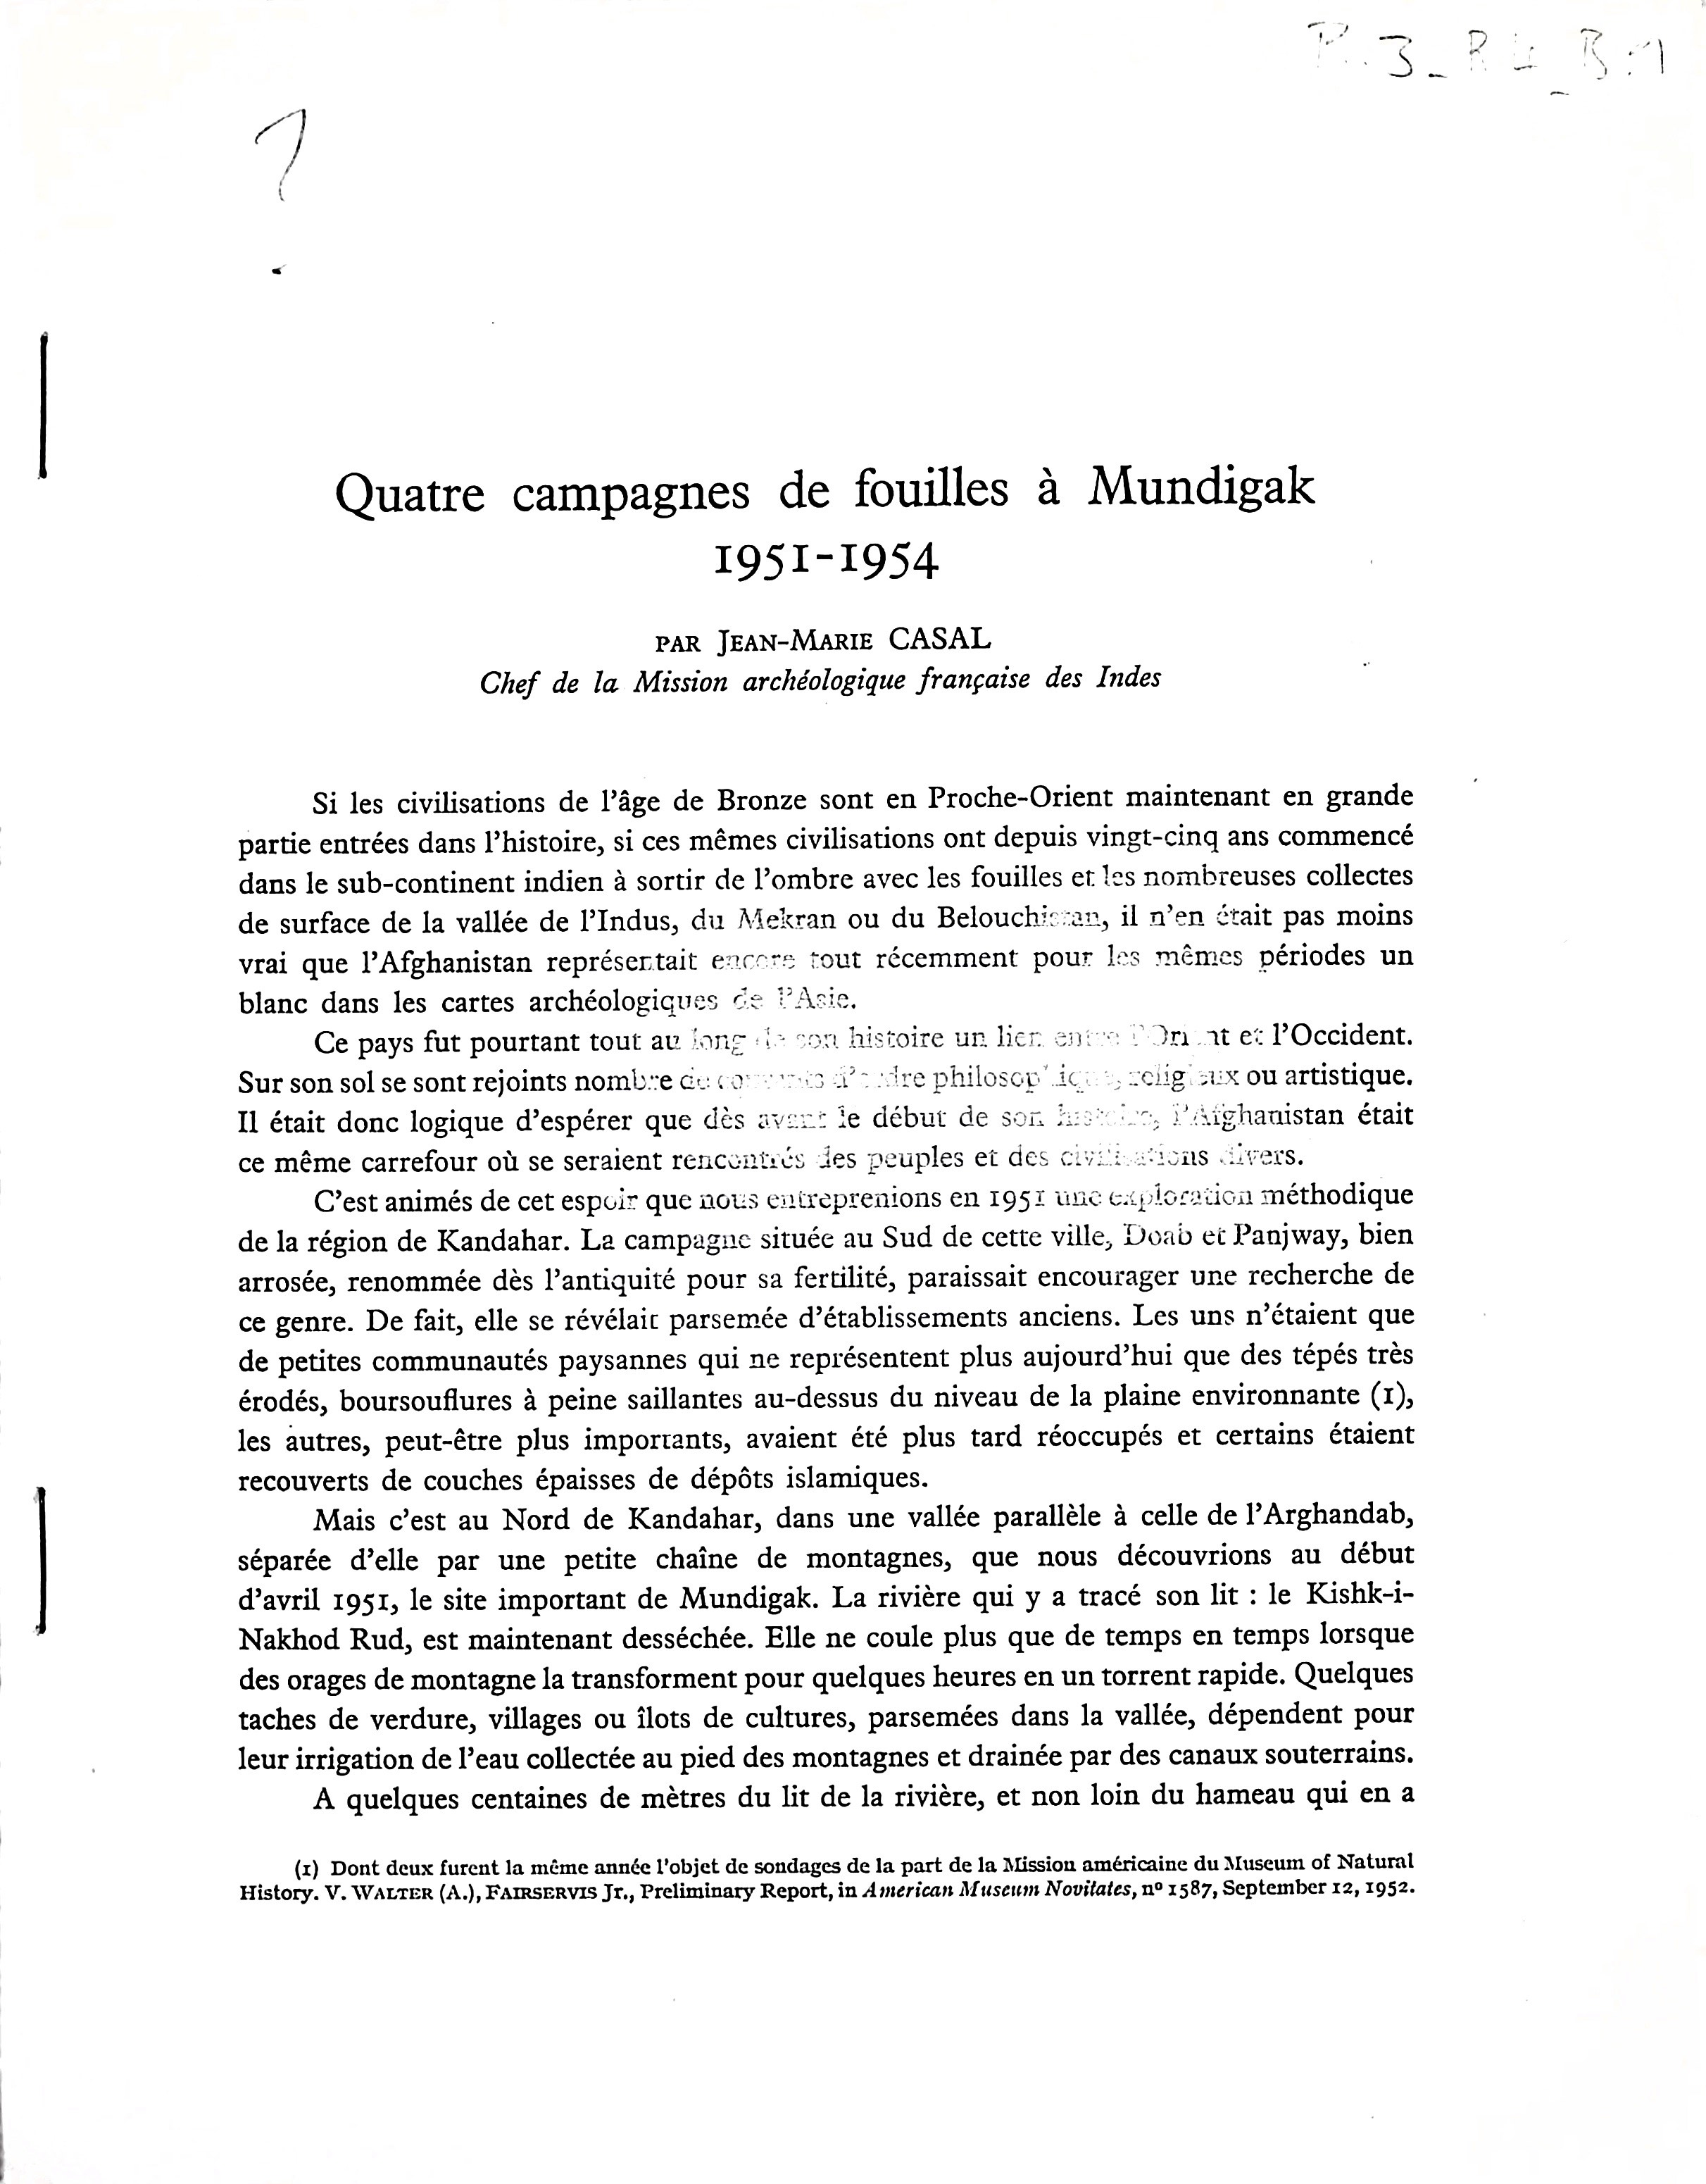 Quatre campagnes de fouilles à Mundigak
1951-1954
PAR JEAN-MARIE CASAL
Chef de la Mission archéologique française des Indes
Si les civilisations de l'âge de Bronze sont en Proche-Orient maintenant en grande
partie entrées dans l'histoire, si ces mêmes civilisations ont depuis vingt-cinq ans commencé
dans le sub-continent indien à sortir de l'ombre avec les fouilles et les nombreuses collectes
de surface de la vallée de l'Indus, du Mekran ou du Belouchistan, il n'en était pas moins
vrai que l'Afghanistan représentait encore tout récemment pour les mêmes périodes un
blanc dans les cartes archéologiques de l'Asie.
Ce pays fut pourtant tout au long de son histoire un lien entre l'Orient et l'Occident.
Sur son sol se sont rejoints nombre de courants d'ordre philosophique, religieux ou artistique.
Il était donc logique d'espérer que dès avant le début de son histoire, l'Afghanistan était
ce même carrefour où se seraient rencontrés des peuples et des civilisations divers.
C'est animés de cet espoir que nous entreprenions en 1951 une exploration méthodique
de la région de Kandahar. La campagne située au Sud de cette ville, Doab et Panjway, bien
arrosée, renommée dès l'antiquité pour sa fertilité, paraissait encourager une recherche de
ce genre. De fait, elle se révélait parsemée d'établissements anciens. Les uns n'étaient que
de petites communautés paysannes qui ne représentent plus aujourd'hui que des tépés très
érodés, boursouflures à peine saillantes au-dessus du niveau de la plaine environnante (1),
les autres, peut-être plus importants, avaient été plus tard réoccupés et certains étaient
recouverts de couches épaisses de dépôts islamiques.
Mais c'est au Nord de Kandahar, dans une vallée parallèle à celle de l'Arghandab,
séparée d'elle par une petite chaîne de montagnes, que nous découvrions au début
d'avril 1951, le site important de Mundigak. La rivière qui y a tracé son lit : le Kishk-i-
Nakhod Rud, est maintenant desséchée. Elle ne coule plus que de temps en temps lorsque
des orages de montagne la transforment pour quelques heures en un torrent rapide. Quelques
taches de verdure, villages ou îlots de cultures, parsemées dans la vallée, dépendent pour
leur irrigation de l'eau collectée au pied des montagnes et drainée par des canaux souterrains.
A quelques centaines de mètres du lit de la rivière, et non loin du hameau qui en a
(1) Dont deux furent la même année l'objet de sondages de la part de la Mission américaine du Museum of Natural
History. V. WALTER (A.), FAIRSERVIS Jr., Preliminary Report, in American Museum Novitates, nº 1587, September 12, 1952.